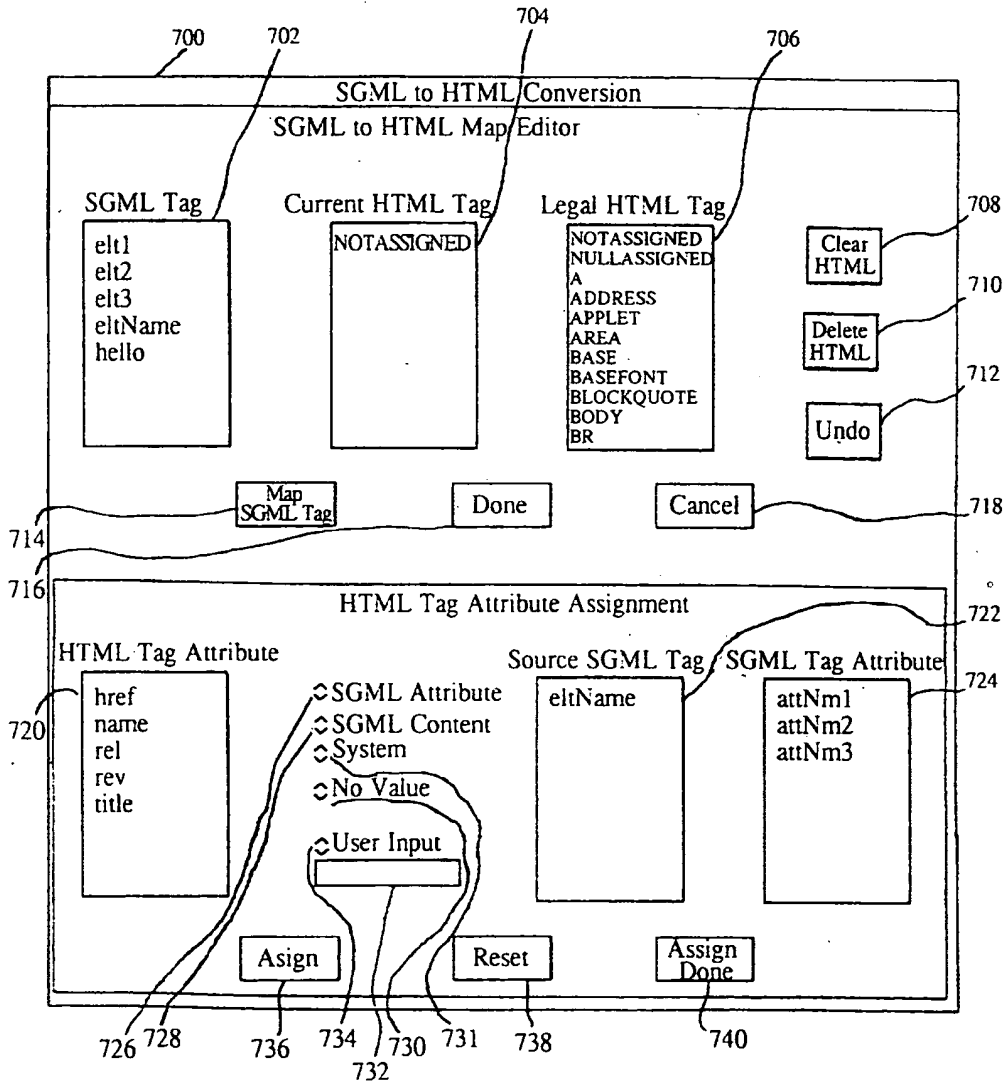 700
702
704
706
SGML to HTML Conversion
SGML to HTML Map Editor
SGML Tag
elt1
elt2
elt3
eltName
hello
Current HTML Tag
NOTASSIGNED
Legal HTML Tag
NOTASSIGNED
NULLASSIGNED
A
ADDRESS
APPLET
AREA
BASE
BASEFONT
BLOCKQUOTE
BODY
BR
Clear
HTML
708
Delete
HTML
710
Undo
712
Map
SGML Tag
Done
Cancel
714
716
718
HTML Tag Attribute Assignment
722
HTML Tag Attribute
720
href
name
rel
rev
title
SGML Attribute
SGML Content
System
No Value
User Input
Source SGML Tag
eltName
SGML Tag Attribute
attNm1
attNm2
attNm3
724
Asign
Reset
Assign
Done
726
728
736
734
732
730
731
738
740